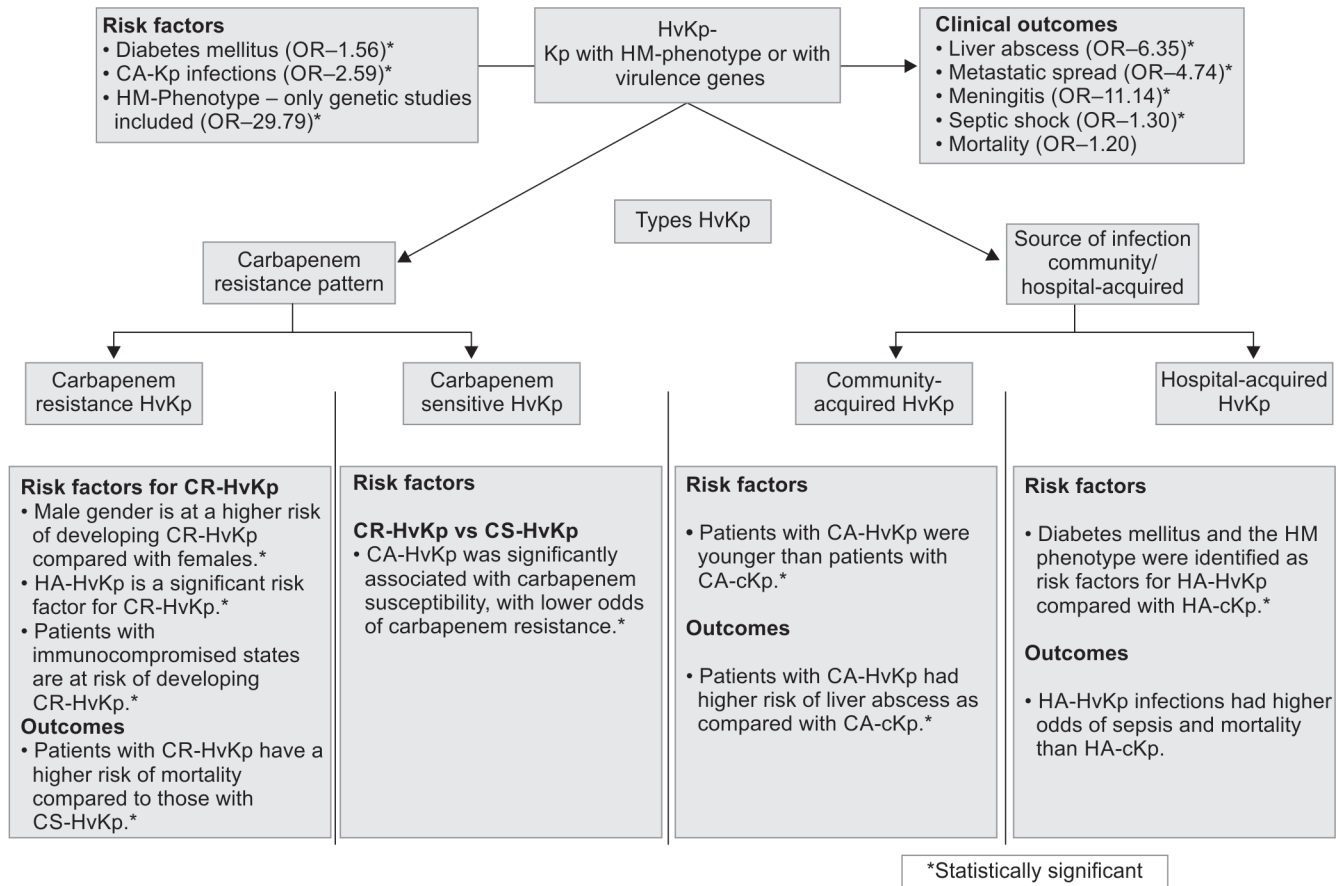 Risk factors
• Diabetes mellitus (OR–1.56)*
• CA-Kp infections (OR–2.59)*
• HM-Phenotype – only genetic studies
included (OR–29.79)*
HvKp-
Kp with HM-phenotype or with
virulence genes
Clinical outcomes
• Liver abscess (OR–6.35)*
• Metastatic spread (OR–4.74)*
• Meningitis (OR–11.14)*
• Septic shock (OR–1.30)*
• Mortality (OR–1.20)
Types HvKp
Carbapenem
resistance pattern
Source of infection
community/
hospital-acquired
Carbapenem
resistance HvKp
Carbapenem
sensitive HvKp
Community-
acquired HvKp
Hospital-acquired
HvKp
Risk factors for CR-HvKp
• Male gender is at a higher risk
of developing CR-HvKp
compared with females.*
• HA-HvKp is a significant risk
factor for CR-HvKp.*
• Patients with
immunocompromised states
are at risk of developing
CR-HvKp.*
Outcomes
• Patients with CR-HvKp have a
higher risk of mortality
compared to those with
CS-HvKp.*
Risk factors
CR-HvKp vs CS-HvKp
• CA-HvKp was significantly
associated with carbapenem
susceptibility, with lower odds
of carbapenem resistance.*
Risk factors
• Patients with CA-HvKp were
younger than patients with
CA-cKp.*
Outcomes
• Patients with CA-HvKp had
higher risk of liver abscess as
compared with CA-cKp.*
Risk factors
• Diabetes mellitus and the HM
phenotype were identified as
risk factors for HA-HvKp
compared with HA-cKp.*
Outcomes
• HA-HvKp infections had higher
odds of sepsis and mortality
than HA-cKp.
*Statistically significant